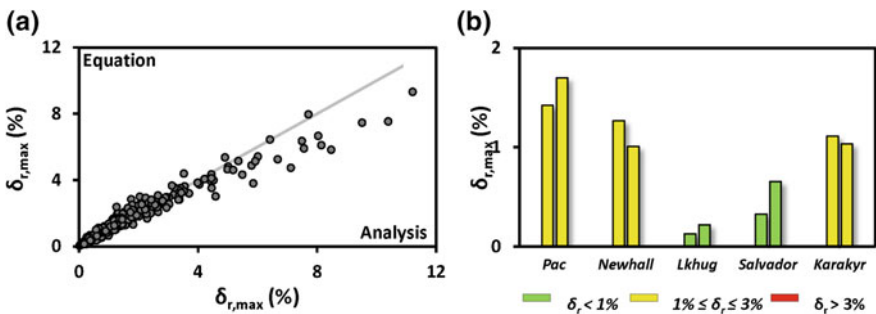 (a)
12
Equation
8
4
0
δr,max (%)
Analysis
0 4 8 12
δr,max (%)
(b)
2
1
0
δr,max (%)
Pac Newhall Lkhug Salvador Karakyr
δr < 1% 1% ≤ δr ≤ 3% δr > 3%